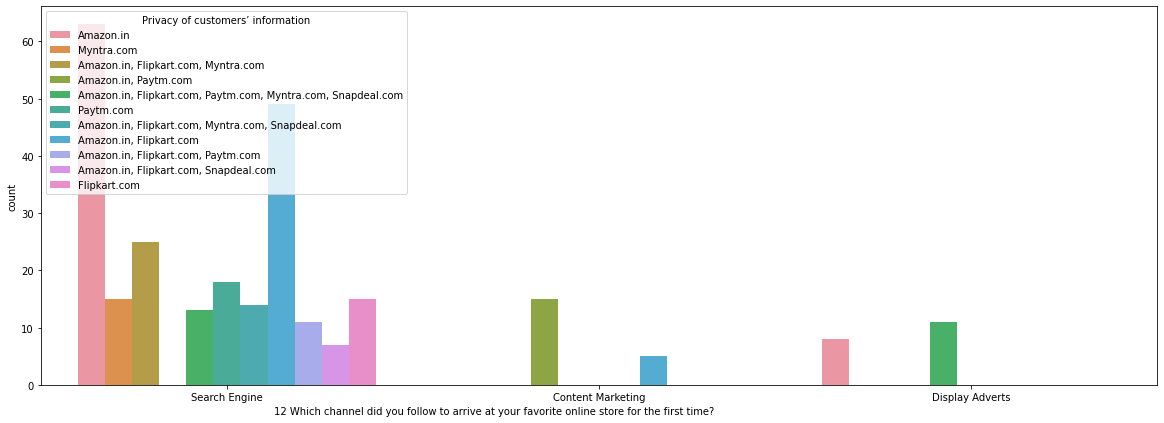 Privacy of customers’ information
Amazon.in
Myntra.com
Amazon.in, Flipkart.com, Myntra.com
Amazon.in, Paytm.com
Amazon.in, Flipkart.com, Paytm.com, Myntra.com, Snapdeal.com
Paytm.com
Amazon.in, Flipkart.com, Myntra.com, Snapdeal.com
Amazon.in, Flipkart.com
Amazon.in, Flipkart.com, Paytm.com
Amazon.in, Flipkart.com, Snapdeal.com
Flipkart.com
60
50
40
30
20
10
0
count
Search Engine
Content Marketing
Display Adverts
12 Which channel did you follow to arrive at your favorite online store for the first time?